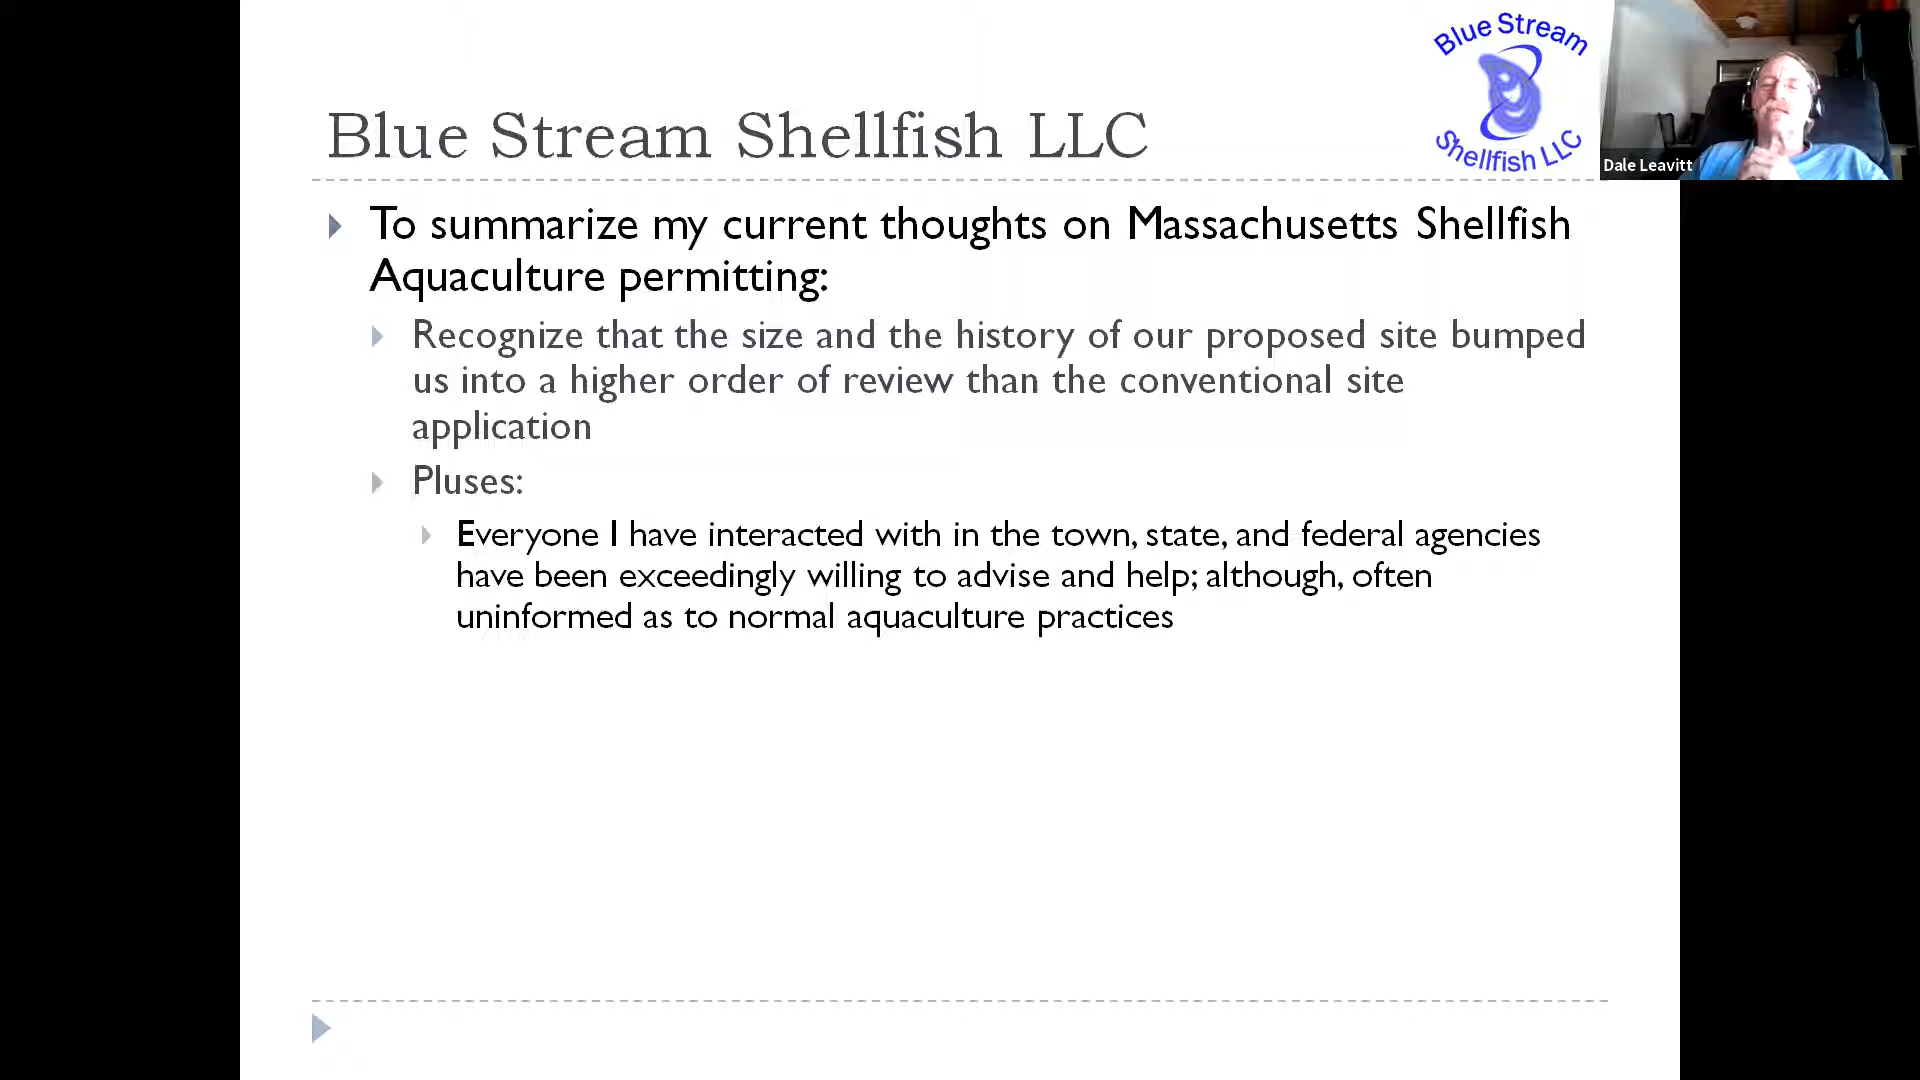 Blue Stream
Shellfish LLC
Dale Leavitt
Blue Stream Shellfish LLC
To summarize my current thoughts on Massachusetts Shellfish
Aquaculture permitting:
Recognize that the size and the history of our proposed site bumped
us into a higher order of review than the conventional site
application
Pluses:
Everyone I have interacted with in the town, state, and federal agencies
have been exceedingly willing to advise and help; although, often
uninformed as to normal aquaculture practices